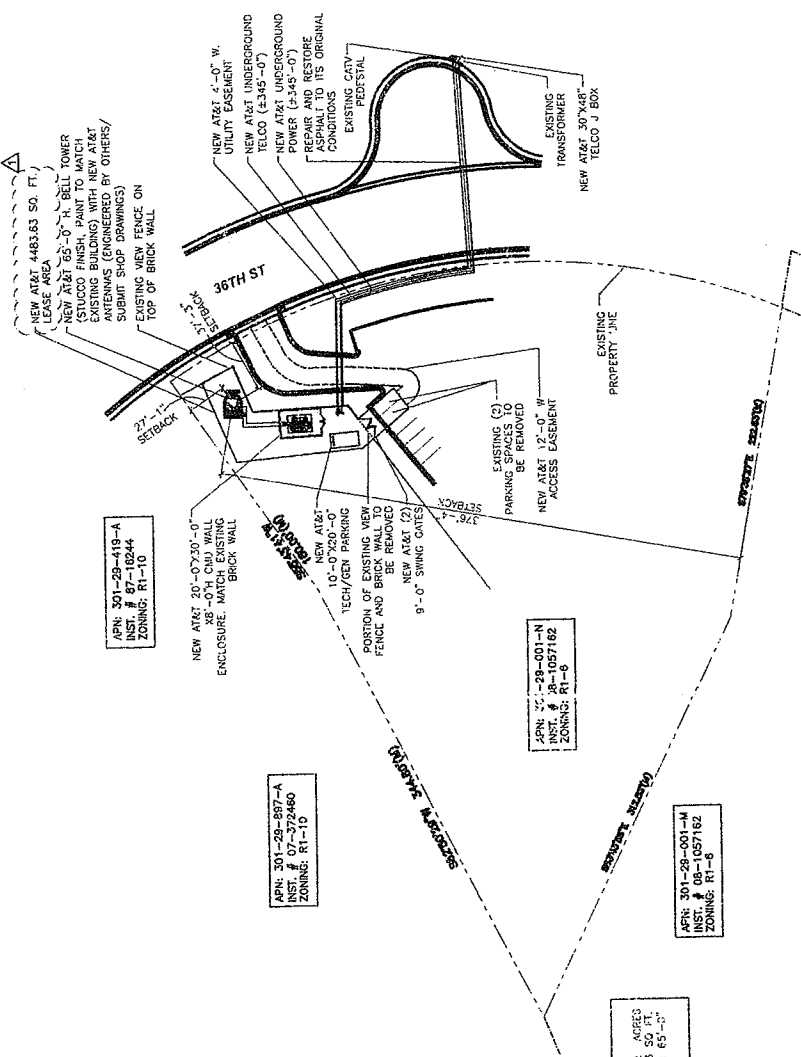 NEW AT&T 4483.63 SQ. FT.
LEASE AREA
NEW AT&T 65'-0" H. BELL TOWER
(STUCCO FINISH, PAINT TO MATCH
EXISTING BUILDING) WITH NEW AT&T
ANTENNAS (ENGINEERED BY OTHERS/
SUBMIT SHOP DRAWINGS)
EXISTING VIEW FENCE ON
TOP OF BRICK WALL
36TH ST
SETBACK
27'-1"
SETBACK
NEW AT&T 4'-0" W.
UTILITY EASEMENT
NEW AT&T UNDERGROUND
TELCO (±345'-0")
NEW AT&T UNDERGROUND
POWER (±345'-0")
REPAIR AND RESTORE
ASPHALT TO ITS ORIGINAL
CONDITIONS
EXISTING CATV
PEDESTAL
EXISTING
TRANSFORMER
NEW AT&T 30"X48"
TELCO J BOX
APN: 301-29-419-A
INST. # 87-16244
ZONING: R1-10
NEW AT&T 20'-0"X30'-0"
X8'-0"H CMU WALL
ENCLOSURE, MATCH EXISTING
BRICK WALL
NEW AT&T
10'-0"X20'-0"
TECH/GEN PARKING
PORTION OF EXISTING VIEW
FENCE AND BRICK WALL TO
BE REMOVED
NEW AT&T (2)
9'-0" SWING GATES
376'-4"
SETBACK
EXISTING (2)
PARKING SPACES TO
BE REMOVED
NEW AT&T 12'-0" W
ACCESS EASEMENT
EXISTING
PROPERTY LINE
APN: 301-29-897-A
INST. # 07-372460
ZONING: R1-10
-29-001-N
INST. # 08-1057162
ZONING: R1-6
APN: 301-29-001-M
INST. # 08-1057162
ZONING: R1-6
ACRES
SQ FT.
65'-0"